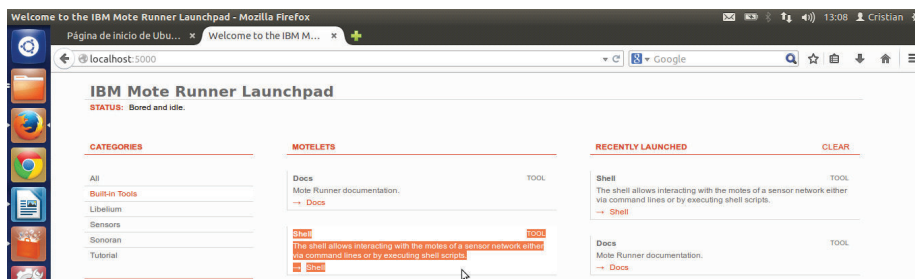 Welcome to the IBM Mote Runner Launchpad - Mozilla Firefox
13:08 Cristian
Página de inicio de Ubu... × Welcome to the IBM M... ×
localhost:5000
Google
IBM Mote Runner Launchpad
STATUS: Bored and idle.
CATEGORIES
All
Built-in Tools
Libelium
Sensors
Sonoran
Tutorial
MOTELETS
Docs TOOL
Mote Runner documentation.
→ Docs
Shell TOOL
The shell allows interacting with the motes of a sensor network either
via command lines or by executing shell scripts.
→ Shell
RECENTLY LAUNCHED CLEAR
Shell TOOL
The shell allows interacting with the motes of a sensor network either
via command lines or by executing shell scripts.
→ Shell
Docs TOOL
Mote Runner documentation.
→ Docs